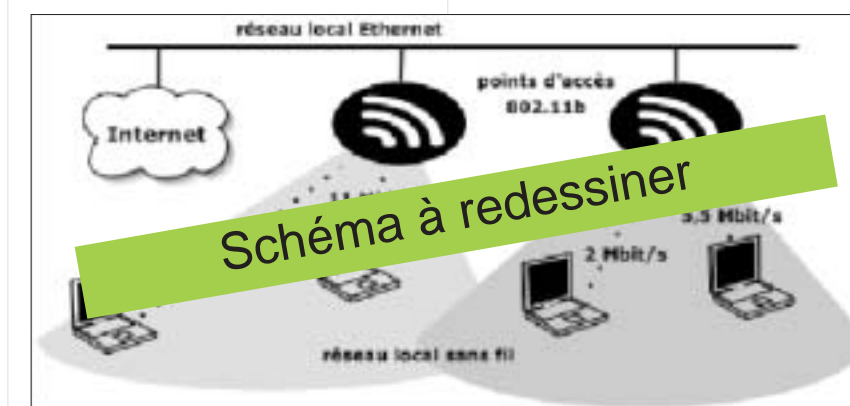 réseau local Ethernet
points d'accès
802.11b
Internet
Schéma à redessiner
5,5 Mbit/s
2 Mbit/s
réseau local sans fil